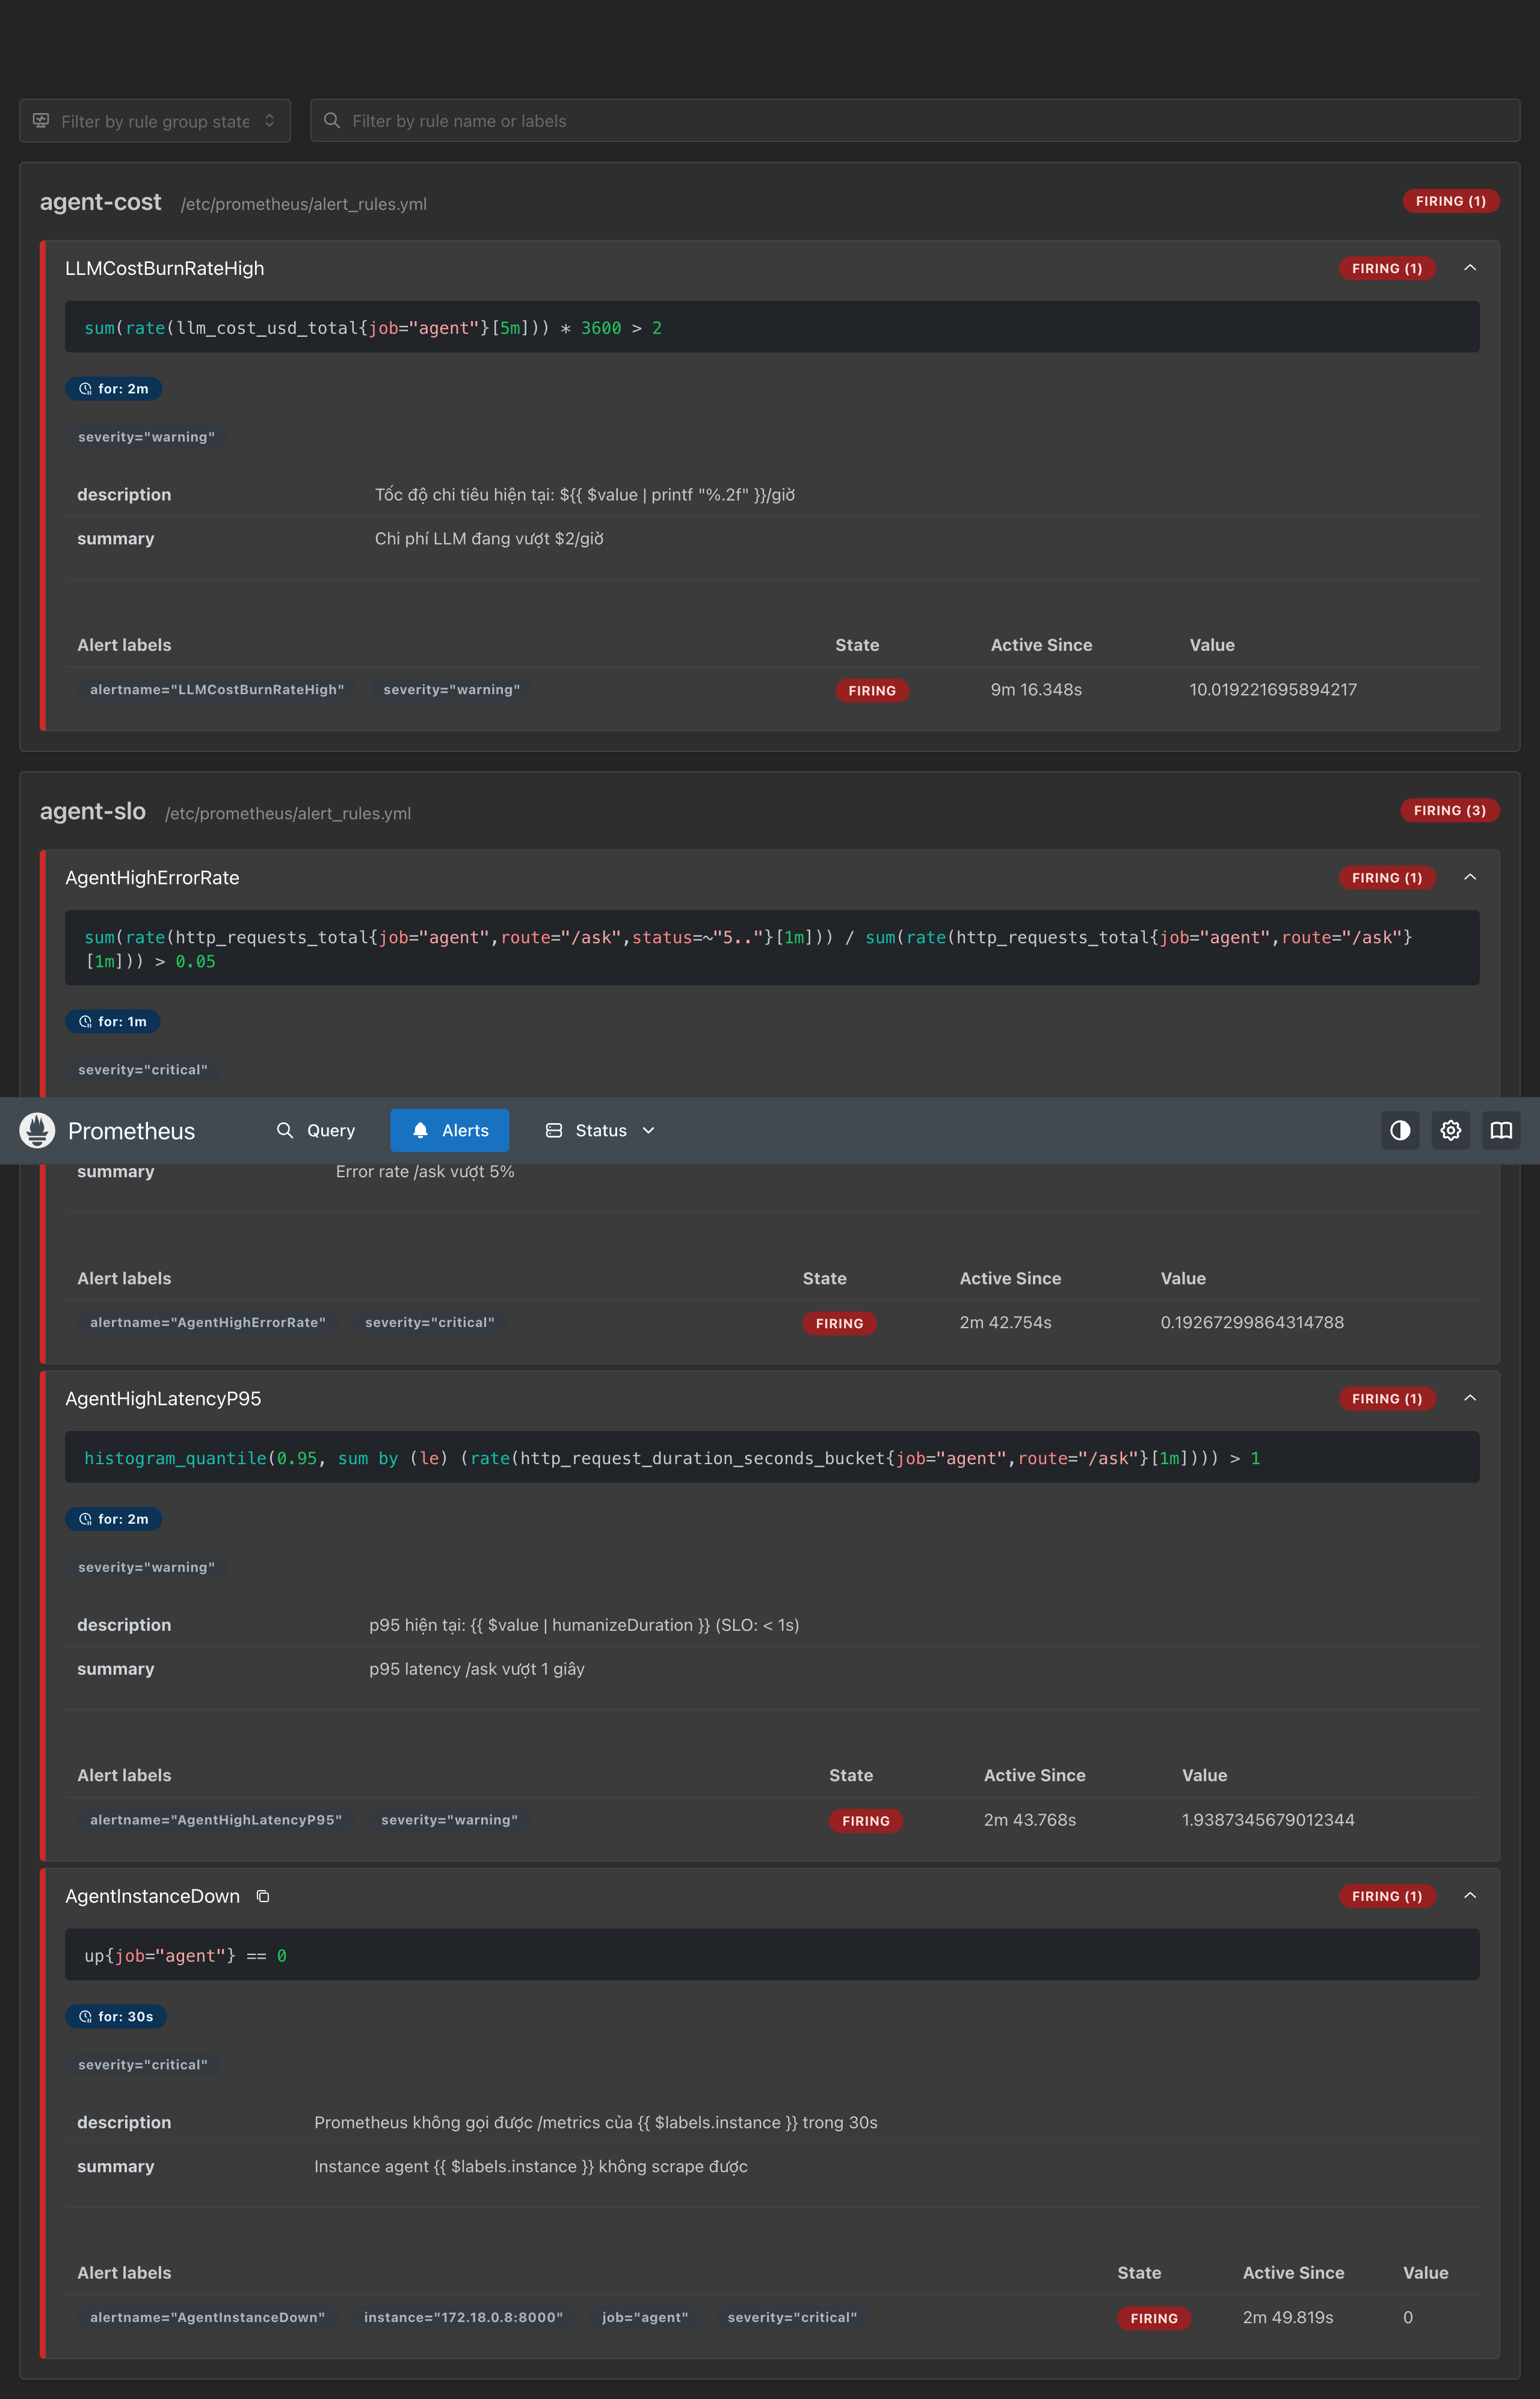 Filter by rule group state
Filter by rule name or labels
agent-cost /etc/prometheus/alert_rules.yml FIRING (1)
LLMCostBurnRateHigh FIRING (1)
sum(rate(llm_cost_usd_total{job="agent"}[5m])) * 3600 > 2
for: 2m
severity="warning"
description Tốc độ chi tiêu hiện tại: ${{ $value | printf "%.2f" }}/giờ
summary Chi phí LLM đang vượt $2/giờ
Alert labels State Active Since Value
alertname="LLMCostBurnRateHigh" severity="warning" FIRING 9m 16.348s 10.019221695894217
agent-slo /etc/prometheus/alert_rules.yml FIRING (3)
AgentHighErrorRate FIRING (1)
sum(rate(http_requests_total{job="agent",route="/ask",status=~"5.."}[1m])) / sum(rate(http_requests_total{job="agent",route="/ask"}
[1m])) > 0.05
for: 1m
severity="critical"
Prometheus Query Alerts Status
summary Error rate /ask vượt 5%
Alert labels State Active Since Value
alertname="AgentHighErrorRate" severity="critical" FIRING 2m 42.754s 0.19267299864314788
AgentHighLatencyP95 FIRING (1)
histogram_quantile(0.95, sum by (le) (rate(http_request_duration_seconds_bucket{job="agent",route="/ask"}[1m]))) > 1
for: 2m
severity="warning"
description p95 hiện tại: {{ $value | humanizeDuration }} (SLO: < 1s)
summary p95 latency /ask vượt 1 giây
Alert labels State Active Since Value
alertname="AgentHighLatencyP95" severity="warning" FIRING 2m 43.768s 1.9387345679012344
AgentInstanceDown FIRING (1)
up{job="agent"} == 0
for: 30s
severity="critical"
description Prometheus không gọi được /metrics của {{ $labels.instance }} trong 30s
summary Instance agent {{ $labels.instance }} không scrape được
Alert labels State Active Since Value
alertname="AgentInstanceDown" instance="172.18.0.8:8000" job="agent" severity="critical" FIRING 2m 49.819s 0